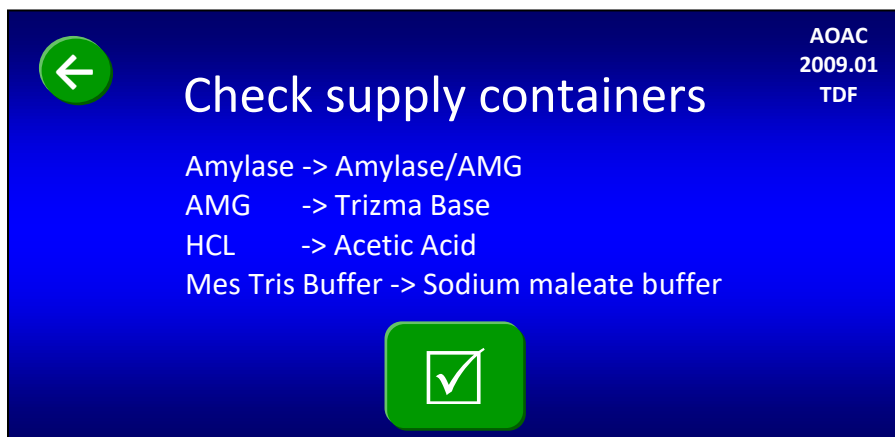 AOAC
2009.01
TDF
Check supply containers
Amylase -> Amylase/AMG
AMG -> Trizma Base
HCL -> Acetic Acid
Mes Tris Buffer -> Sodium maleate buffer